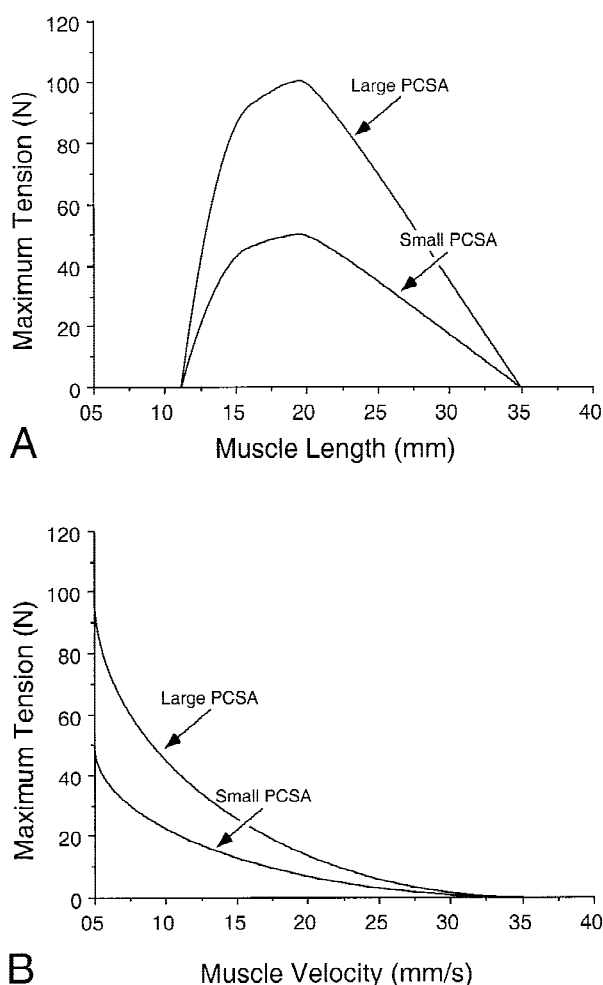 120
100
80
60
40
20
0
Maximum Tension (N)
Large PCSA
Small PCSA
05 10 15 20 25 30 35 40
Muscle Length (mm)
A
120
100
80
60
40
20
0
Maximum Tension (N)
Large PCSA
Small PCSA
05 10 15 20 25 30 35 40
Muscle Velocity (mm/s)
B